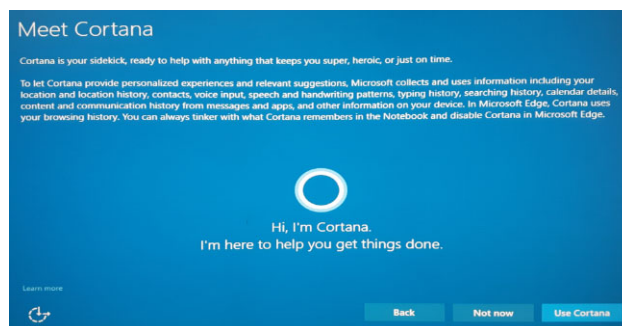 Meet Cortana
Cortana is your sidekick, ready to help with anything that keeps you super, heroic, or just on time.
To let Cortana provide personalized experiences and relevant suggestions, Microsoft collects and uses information including your
location and location history, contacts, voice input, speech and handwriting patterns, typing history, searching history, calendar details,
content and communication history from messages and apps, and other information on your device. In Microsoft Edge, Cortana uses
your browsing history. You can always tinker with what Cortana remembers in the Notebook and disable Cortana in Microsoft Edge.
Hi, I'm Cortana.
I'm here to help you get things done.
Learn more
Back
Not now
Use Cortana